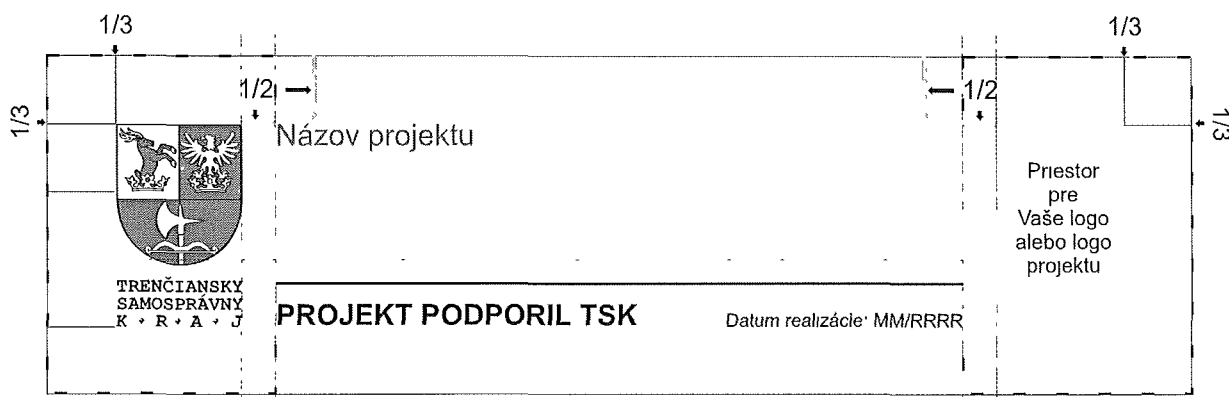 1/3
1/3
1/3
1/2
1/2
1/3
Názov projektu
Priestor
pre
Vaše logo
alebo logo
projektu
TRENČIANSKY
SAMOSPRÁVNY
K • R • A • J
PROJEKT PODPORIL TSK
Datum realizácie: MM/RRRR